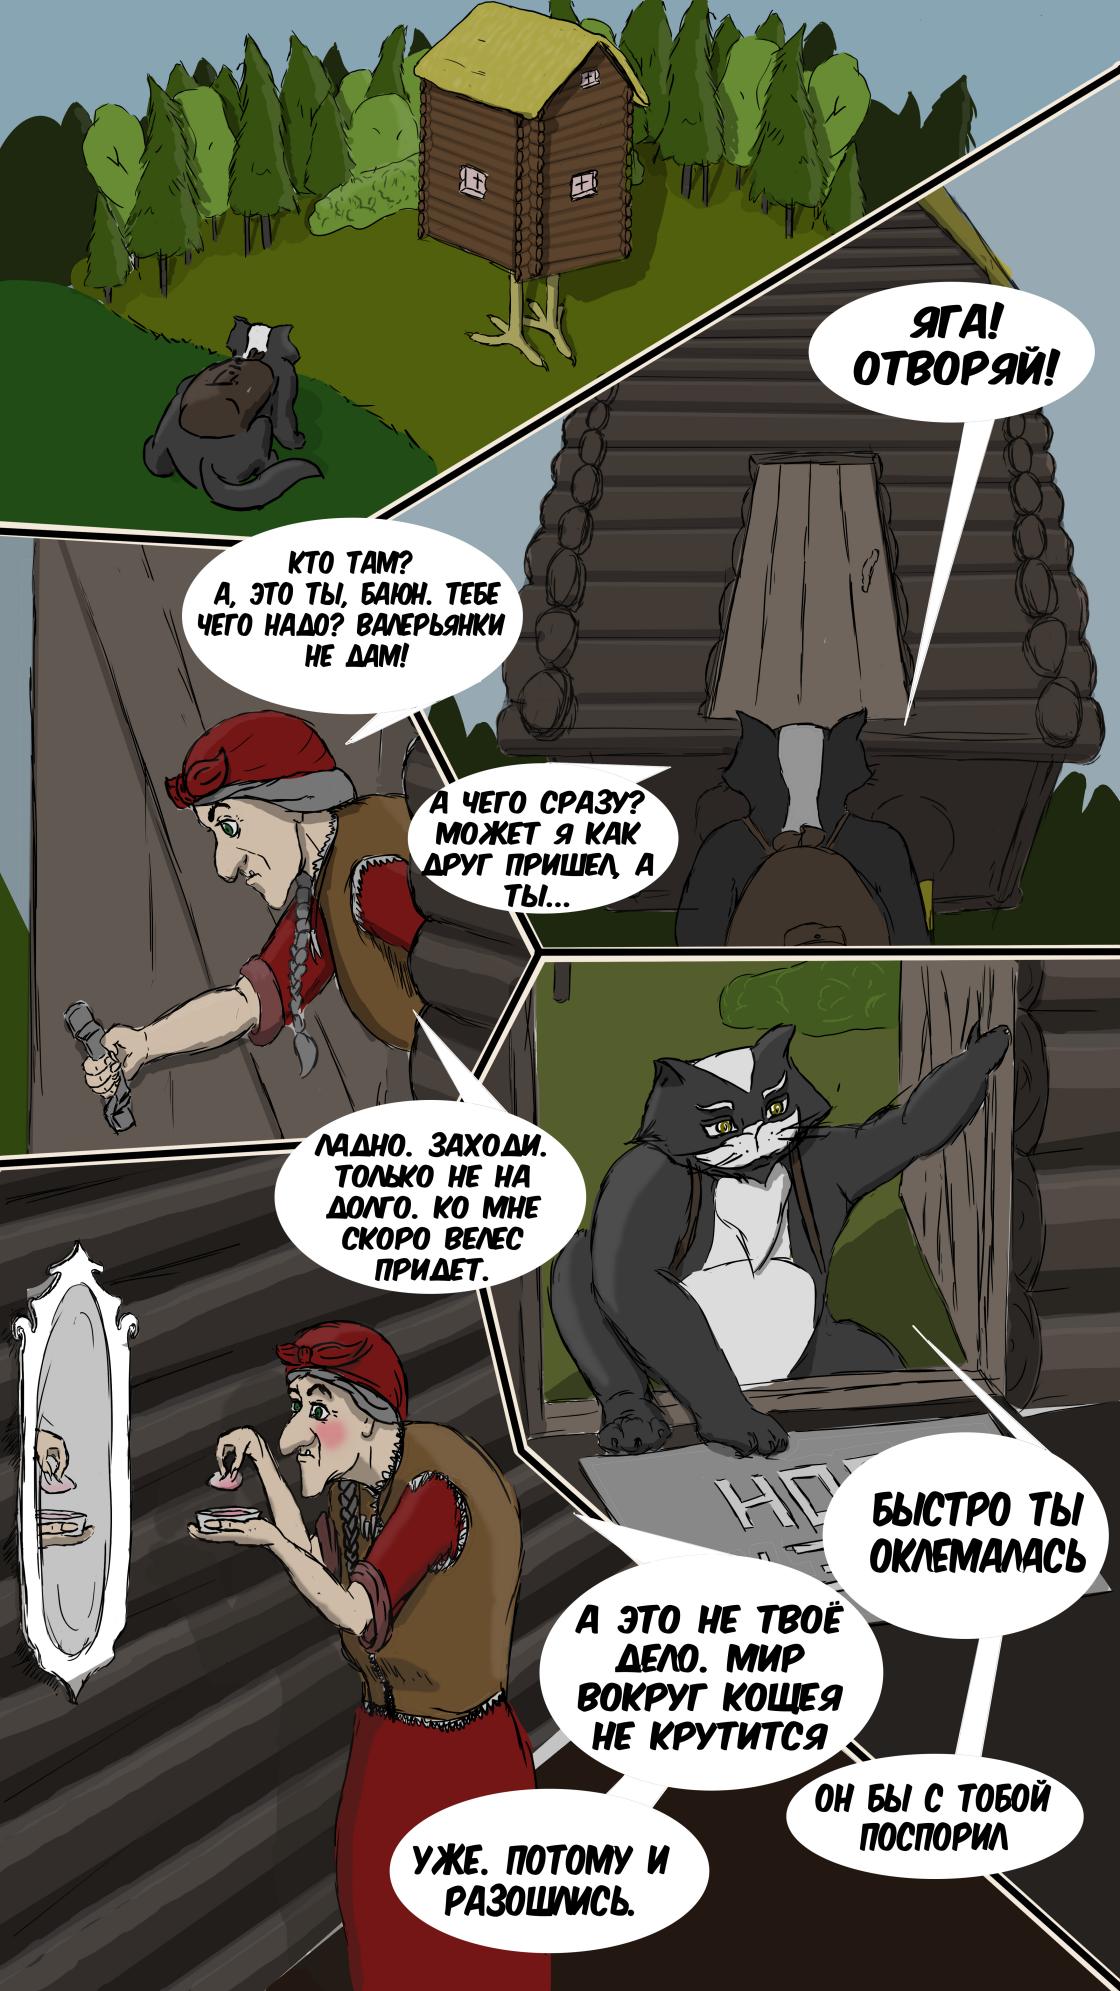 ЯГА!
ОТВОРЯЙ!
КТО ТАМ?
А, ЭТО ТЫ, БАЮН. ТЕБЕ
ЧЕГО НАДО? ВАЛЕРЬЯНКИ
НЕ ДАМ!
А ЧЕГО СРАЗУ?
МОЖЕТ Я КАК
ДРУГ ПРИШЕЛ, А
ТЫ...
ЛАДНО. ЗАХОДИ.
ТОЛЬКО НЕ НА
ДОЛГО. КО МНЕ
СКОРО ВЕЛЕС
ПРИДЕТ.
БЫСТРО ТЫ
ОКЛЕМАЛАСЬ
А ЭТО НЕ ТВОЁ
ДЕЛО. МИР
ВОКРУГ КОЩЕЯ
НЕ КРУТИТСЯ
ОН БЫ С ТОБОЙ
ПОСПОРИЛ
УЖЕ. ПОТОМУ И
РАЗОШЛИСЬ.